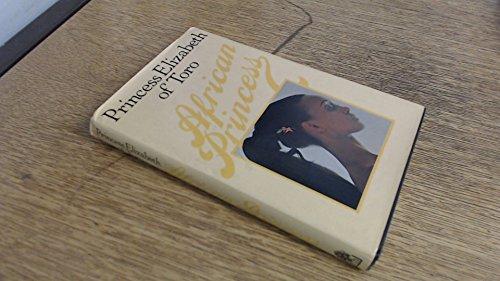 Princess Elizabeth
of Toro
African
Princess
Princess Elizabeth